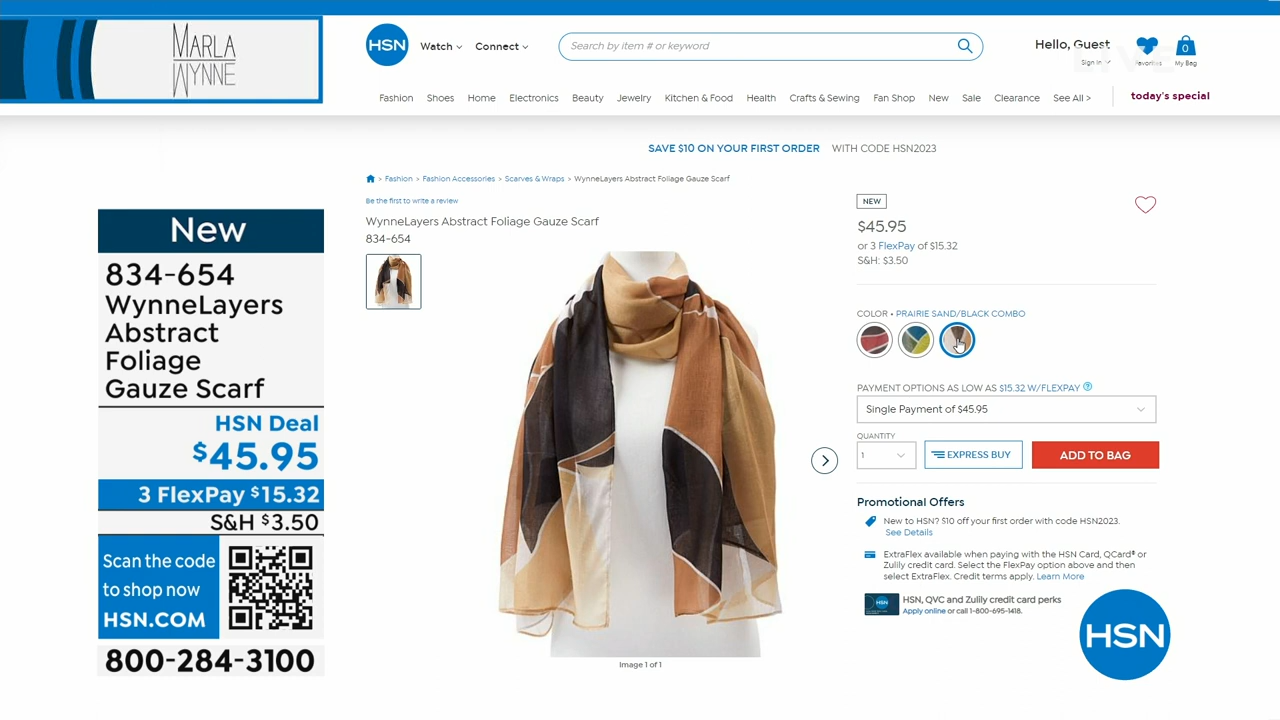 MARLA
WYNNE
HSN
Watch
Connect
Search by item # or keyword
Hello, Guest
Sign In
Favorites
0
My Bag
Fashion Shoes Home Electronics Beauty Jewelry Kitchen & Food Health Crafts & Sewing Fan Shop New Sale Clearance See All >
today's special
SAVE $10 ON YOUR FIRST ORDER WITH CODE HSN2023
> Fashion > Fashion Accessories > Scarves & Wraps > WynneLayers Abstract Foliage Gauze Scarf
Be the first to write a review
WynneLayers Abstract Foliage Gauze Scarf
834-654
Image 1 of 1
NEW
$45.95
or 3 FlexPay of $15.32
S&H: $3.50
COLOR • PRAIRIE SAND/BLACK COMBO
PAYMENT OPTIONS AS LOW AS $15.32 W/FLEXPAY ?
Single Payment of $45.95
QUANTITY
1
EXPRESS BUY
ADD TO BAG
Promotional Offers
New to HSN? $10 off your first order with code HSN2023.
See Details
ExtraFlex available when paying with the HSN Card, QCard® or
Zulily credit card. Select the FlexPay option above and then
select ExtraFlex. Credit terms apply. Learn More
HSN
HSN, QVC and Zulily credit card perks
Apply online or call 1-800-695-1418.
HSN
New
834-654
WynneLayers
Abstract
Foliage
Gauze Scarf
HSN Deal
$45.95
3 FlexPay $15.32
S&H $3.50
Scan the code
to shop now
HSN.COM
800-284-3100